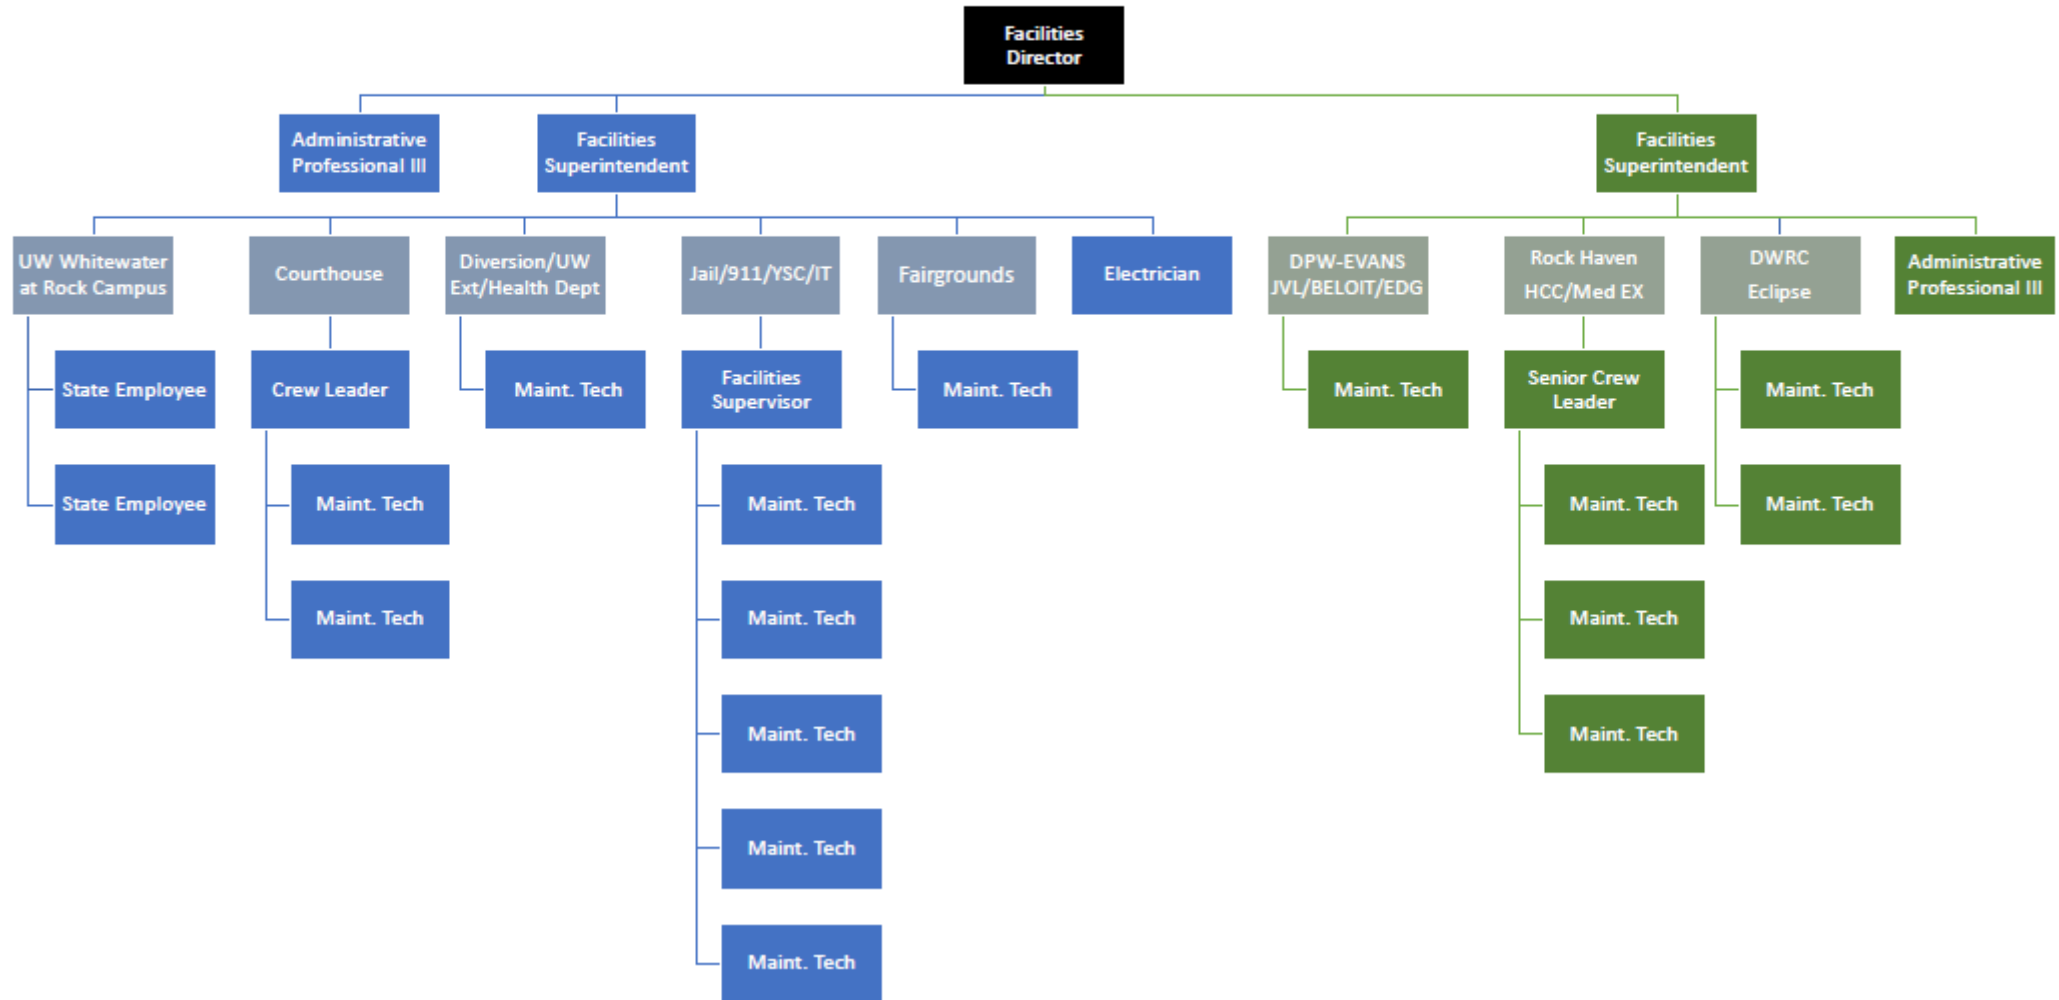 Facilities
Director
Administrative
Professional III
Facilities
Superintendent
Facilities
Superintendent
UW Whitewater
at Rock Campus
Courthouse
Diversion/UW
Ext/Health Dept
Jail/911/YSC/IT
Fairgrounds
Electrician
DPW-EVANS
JVL/BELOIT/EDG
Rock Haven
HCC/Med EX
DWRC
Eclipse
Administrative
Professional III
State Employee
Crew Leader
Maint. Tech
Facilities
Supervisor
Maint. Tech
Maint. Tech
Senior Crew
Leader
Maint. Tech
State Employee
Maint. Tech
Maint. Tech
Maint. Tech
Maint. Tech
Maint. Tech
Maint. Tech
Maint. Tech
Maint. Tech
Maint. Tech
Maint. Tech
Maint. Tech
Maint. Tech